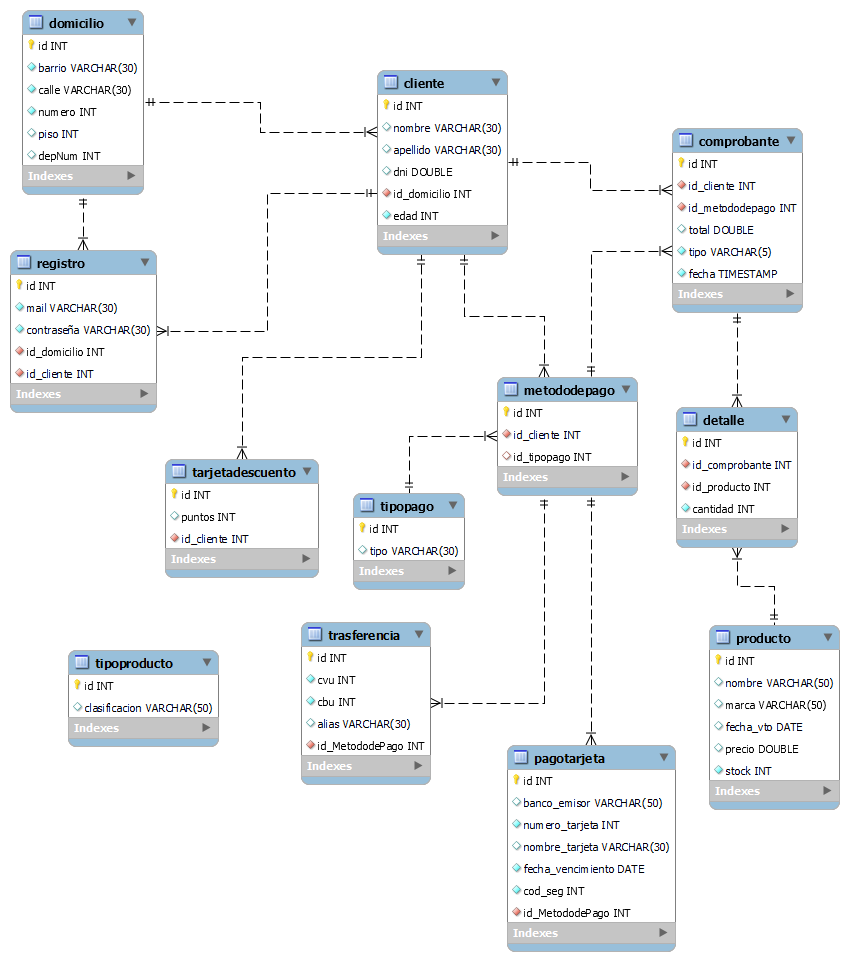 domicilio
id INT
barrio VARCHAR(30)
calle VARCHAR(30)
numero INT
piso INT
depNum INT
Indexes
cliente
id INT
nombre VARCHAR(30)
apellido VARCHAR(30)
dni DOUBLE
id_domicilio INT
edad INT
Indexes
comprobante
id INT
id_cliente INT
id_metododepago INT
total DOUBLE
tipo VARCHAR(5)
fecha TIMESTAMP
Indexes
registro
id INT
mail VARCHAR(30)
contraseña VARCHAR(30)
id_domicilio INT
id_cliente INT
Indexes
metododepago
id INT
id_cliente INT
id_tipopago INT
Indexes
detalle
id INT
id_comprobante INT
id_producto INT
cantidad INT
Indexes
tarjetadescuento
id INT
puntos INT
id_cliente INT
Indexes
tipopago
id INT
tipo VARCHAR(30)
Indexes
trasferencia
id INT
cvu INT
cbu INT
alias VARCHAR(30)
id_MetododePago INT
Indexes
producto
id INT
nombre VARCHAR(50)
marca VARCHAR(50)
fecha_vto DATE
precio DOUBLE
stock INT
Indexes
tipoproducto
id INT
clasificacion VARCHAR(50)
Indexes
pagotarjeta
id INT
banco_emisor VARCHAR(50)
numero_tarjeta INT
nombre_tarjeta VARCHAR(30)
fecha_vencimiento DATE
cod_seg INT
id_MetododePago INT
Indexes